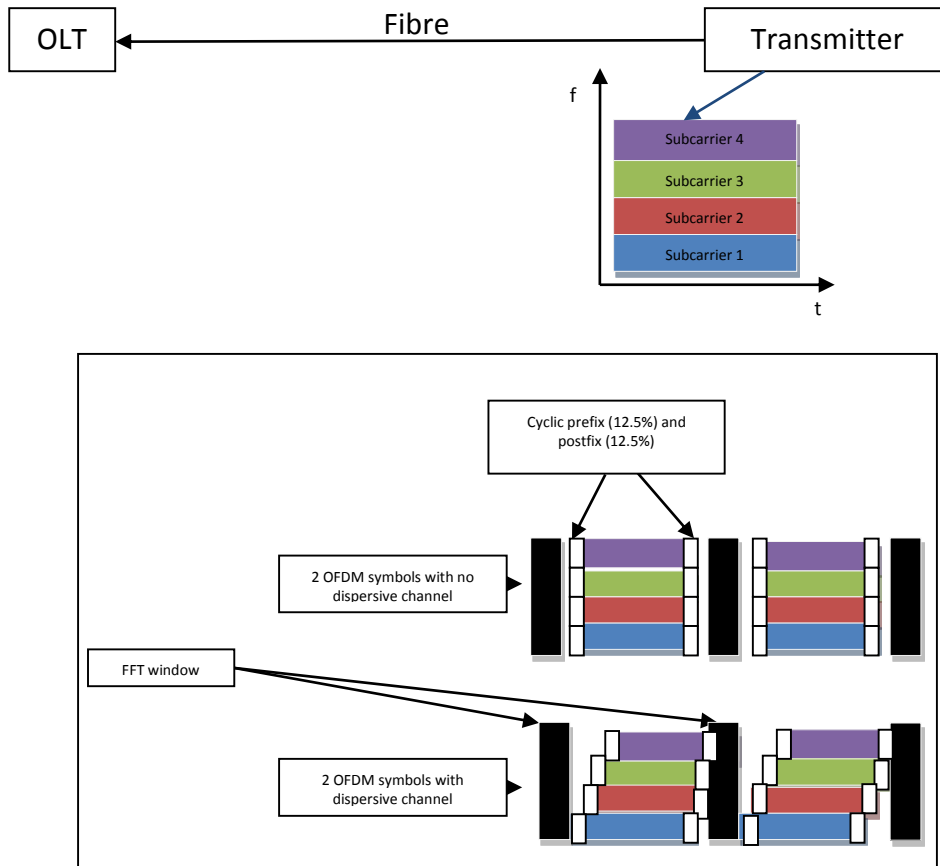 OLT
Fibre
Transmitter
f
Subcarrier 4
Subcarrier 3
Subcarrier 2
Subcarrier 1
t
Cyclic prefix (12.5%) and
postfix (12.5%)
2 OFDM symbols with no
dispersive channel
FFT window
2 OFDM symbols with
dispersive channel